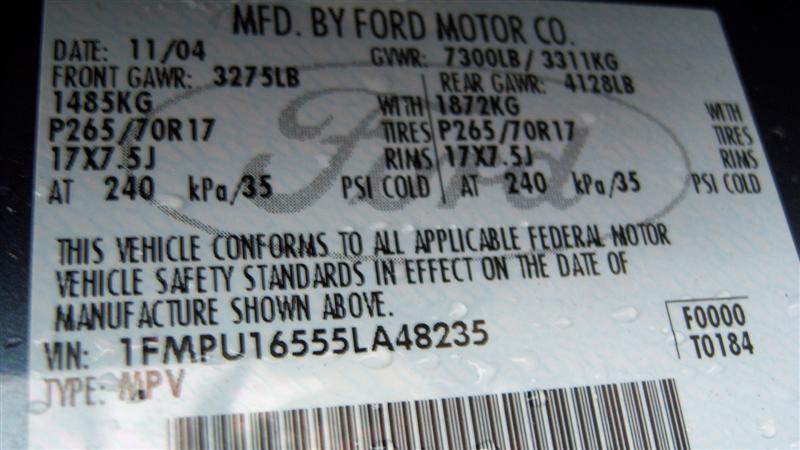 MFD. BY FORD MOTOR CO.
DATE: 11/04 GVWR: 7300LB / 3311KG
FRONT GAWR: 3275LB REAR GAWR: 4128LB
1485KG WITH 1872KG WITH
P265/70R17 TIRES P265/70R17 TIRES
17X7.5J RIMS 17X7.5J RIMS
AT 240 kPa/35 PSI COLD AT 240 kPa/35 PSI COLD
Ford
THIS VEHICLE CONFORMS TO ALL APPLICABLE FEDERAL MOTOR
VEHICLE SAFETY STANDARDS IN EFFECT ON THE DATE OF
MANUFACTURE SHOWN ABOVE.
VIN: 1FMPU16555LA48235 F0000
TYPE: MPV T0184